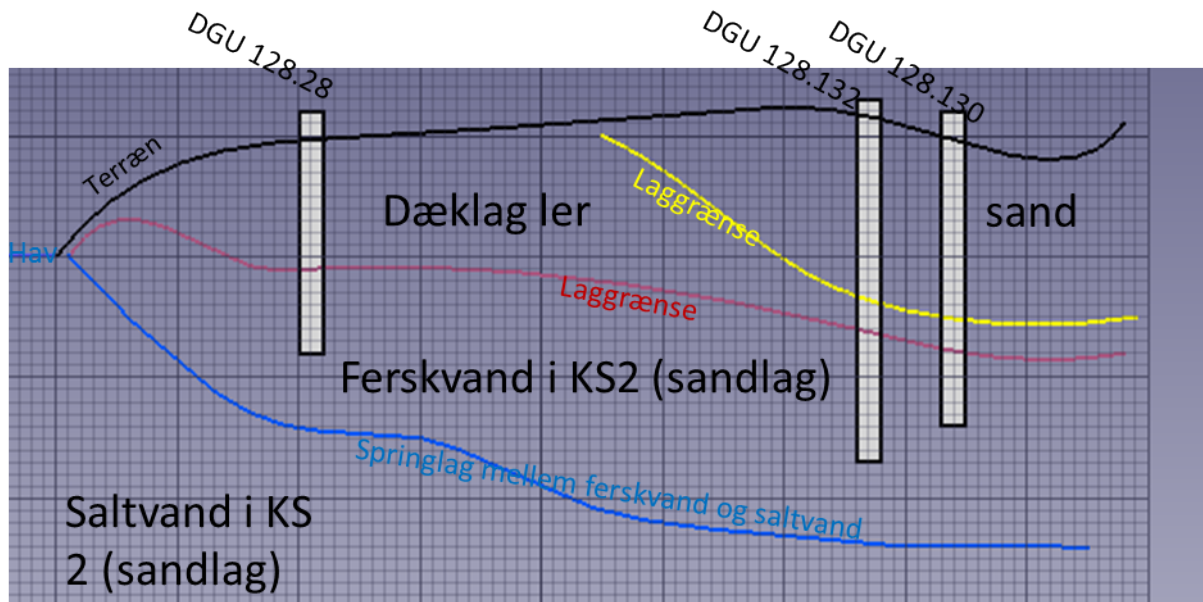 DGU 128.28
DGU 128.132
DGU 128.130
Terræn
Hav
Dæklag ler
Laggrænse
sand
Laggrænse
Ferskvand i KS2 (sandlag)
Springlag mellem ferskvand og saltvand
Saltvand i KS
2 (sandlag)